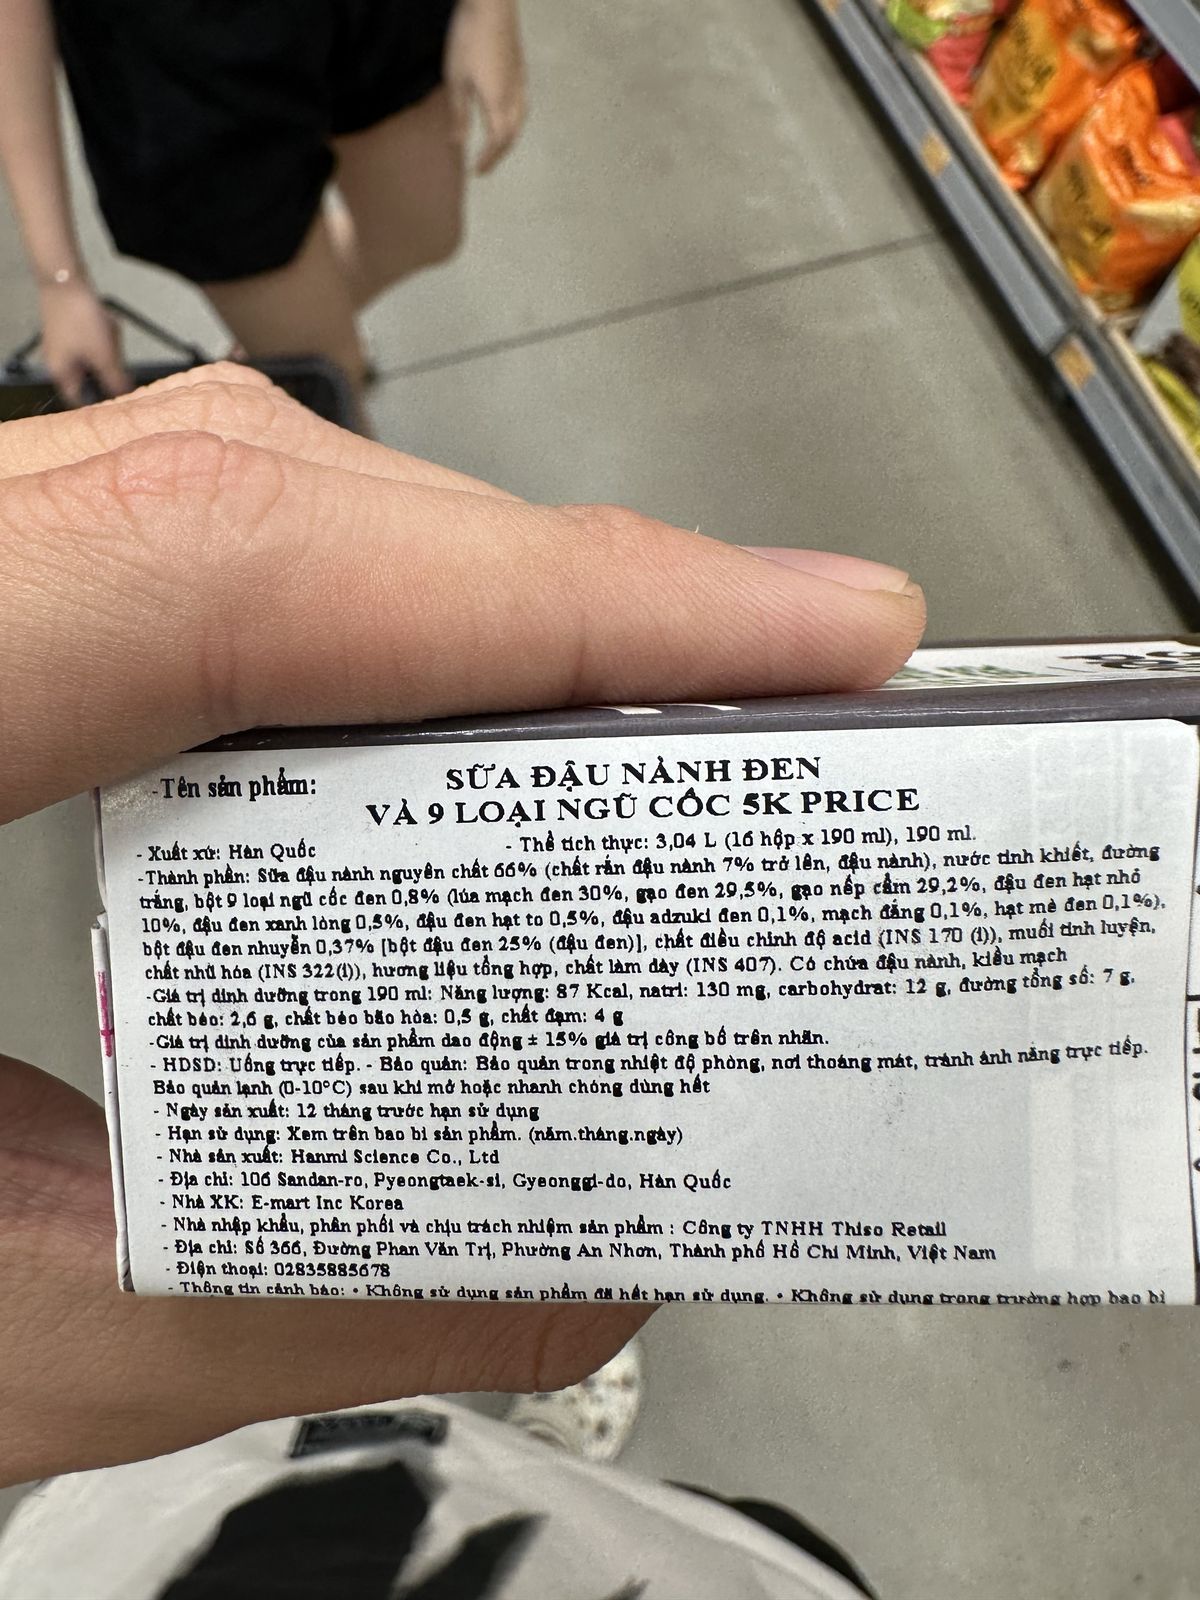 -Tên sản phẩm:
SỮA ĐẬU NÀNH ĐEN
VÀ 9 LOẠI NGŨ CỐC 5K PRICE
- Xuất xứ: Hàn Quốc - Thể tích thực: 3,04 L (16 hộp x 190 ml), 190 ml.
-Thành phần: Sữa đậu nành nguyên chất 66% (chất rắn đậu nành 7% trở lên, đậu nành), nước tinh khiết, đường
trắng, bột 9 loại ngũ cốc đen 0,8% (lúa mạch đen 30%, gạo đen 29,5%, gạo nếp cẩm 29,2%, đậu đen hạt nhỏ
10%, đậu đen xanh lòng 0,5%, đậu đen hạt to 0,5%, đậu adzuki đen 0,1%, mạch đắng 0,1%, hạt mè đen 0,1%),
bột đậu đen nhuyễn 0,37% [bột đậu đen 25% (đậu đen)], chất điều chỉnh độ acid (INS 170 (i)), muối tinh luyện,
chất nhũ hóa (INS 322(i)), hương liệu tổng hợp, chất làm dày (INS 407). Có chứa đậu nành, kiều mạch
-Giá trị dinh dưỡng trong 190 ml: Năng lượng: 87 Kcal, natri: 130 mg, carbohydrat: 12 g, đường tổng số: 7 g,
chất béo: 2,6 g, chất béo bão hòa: 0,5 g, chất đạm: 4 g
-Giá trị dinh dưỡng của sản phẩm dao động ± 15% giá trị công bố trên nhãn.
- HDSD: Uống trực tiếp. - Bảo quản: Bảo quản trong nhiệt độ phòng, nơi thoáng mát, tránh ánh nắng trực tiếp.
Bảo quản lạnh (0-10°C) sau khi mở hoặc nhanh chóng dùng hết
- Ngày sản xuất: 12 tháng trước hạn sử dụng
- Hạn sử dụng: Xem trên bao bì sản phẩm. (năm.tháng.ngày)
- Nhà sản xuất: Hanmi Science Co., Ltd
- Địa chỉ: 106 Sandan-ro, Pyeongtaek-si, Gyeonggi-do, Hàn Quốc
- Nhà XK: E-mart Inc Korea
- Nhà nhập khẩu, phân phối và chịu trách nhiệm sản phẩm : Công ty TNHH Thiso Retail
- Địa chỉ: Số 366, Đường Phan Văn Trị, Phường An Nhơn, Thành phố Hồ Chí Minh, Việt Nam
- Điện thoại: 02835885678
- Thông tin cảnh báo: • Không sử dụng sản phẩm đã hết hạn sử dụng. • Không sử dụng trong trường hợp bao bì